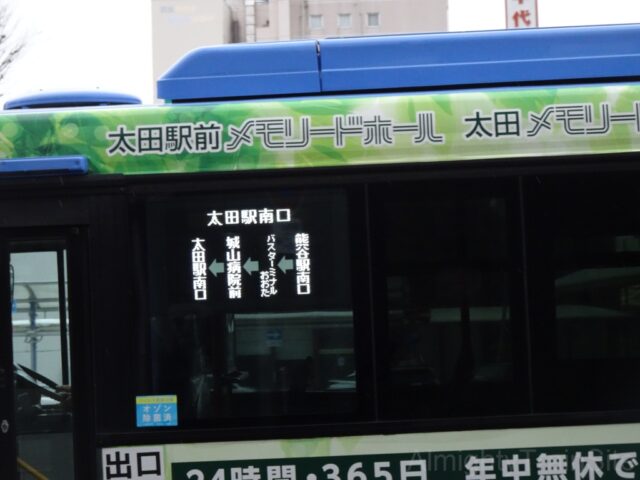 千代
太田駅前 メモリードホール 太田 メモリー
太田駅南口
熊谷駅南口
バスターミナル
おおた
城山病院前
太田駅南口
オゾン
除菌済
出口
24時間・365日 年中無休で